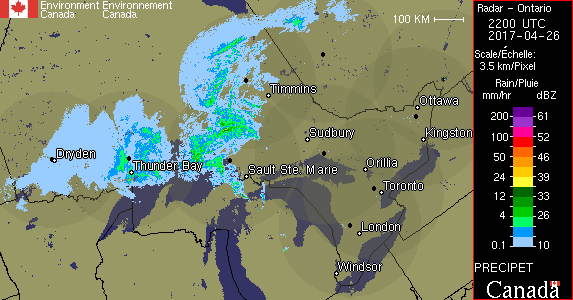 Environment Environnement
Canada Canada
100 KM
Timmins
Ottawa
Sudbury
Kingston
Dryden
Thunder Bay
Sault Ste. Marie
Orillia
Toronto
London
Windsor
Radar - Ontario
2200 UTC
2017-04-26
Scale/Échelle:
3.5 km/Pixel
Rain/Pluie
mm/hr dBZ
200 61
100 52
50 46
24 39
12 33
4 26
0.1 10
PRECIPET
Canada